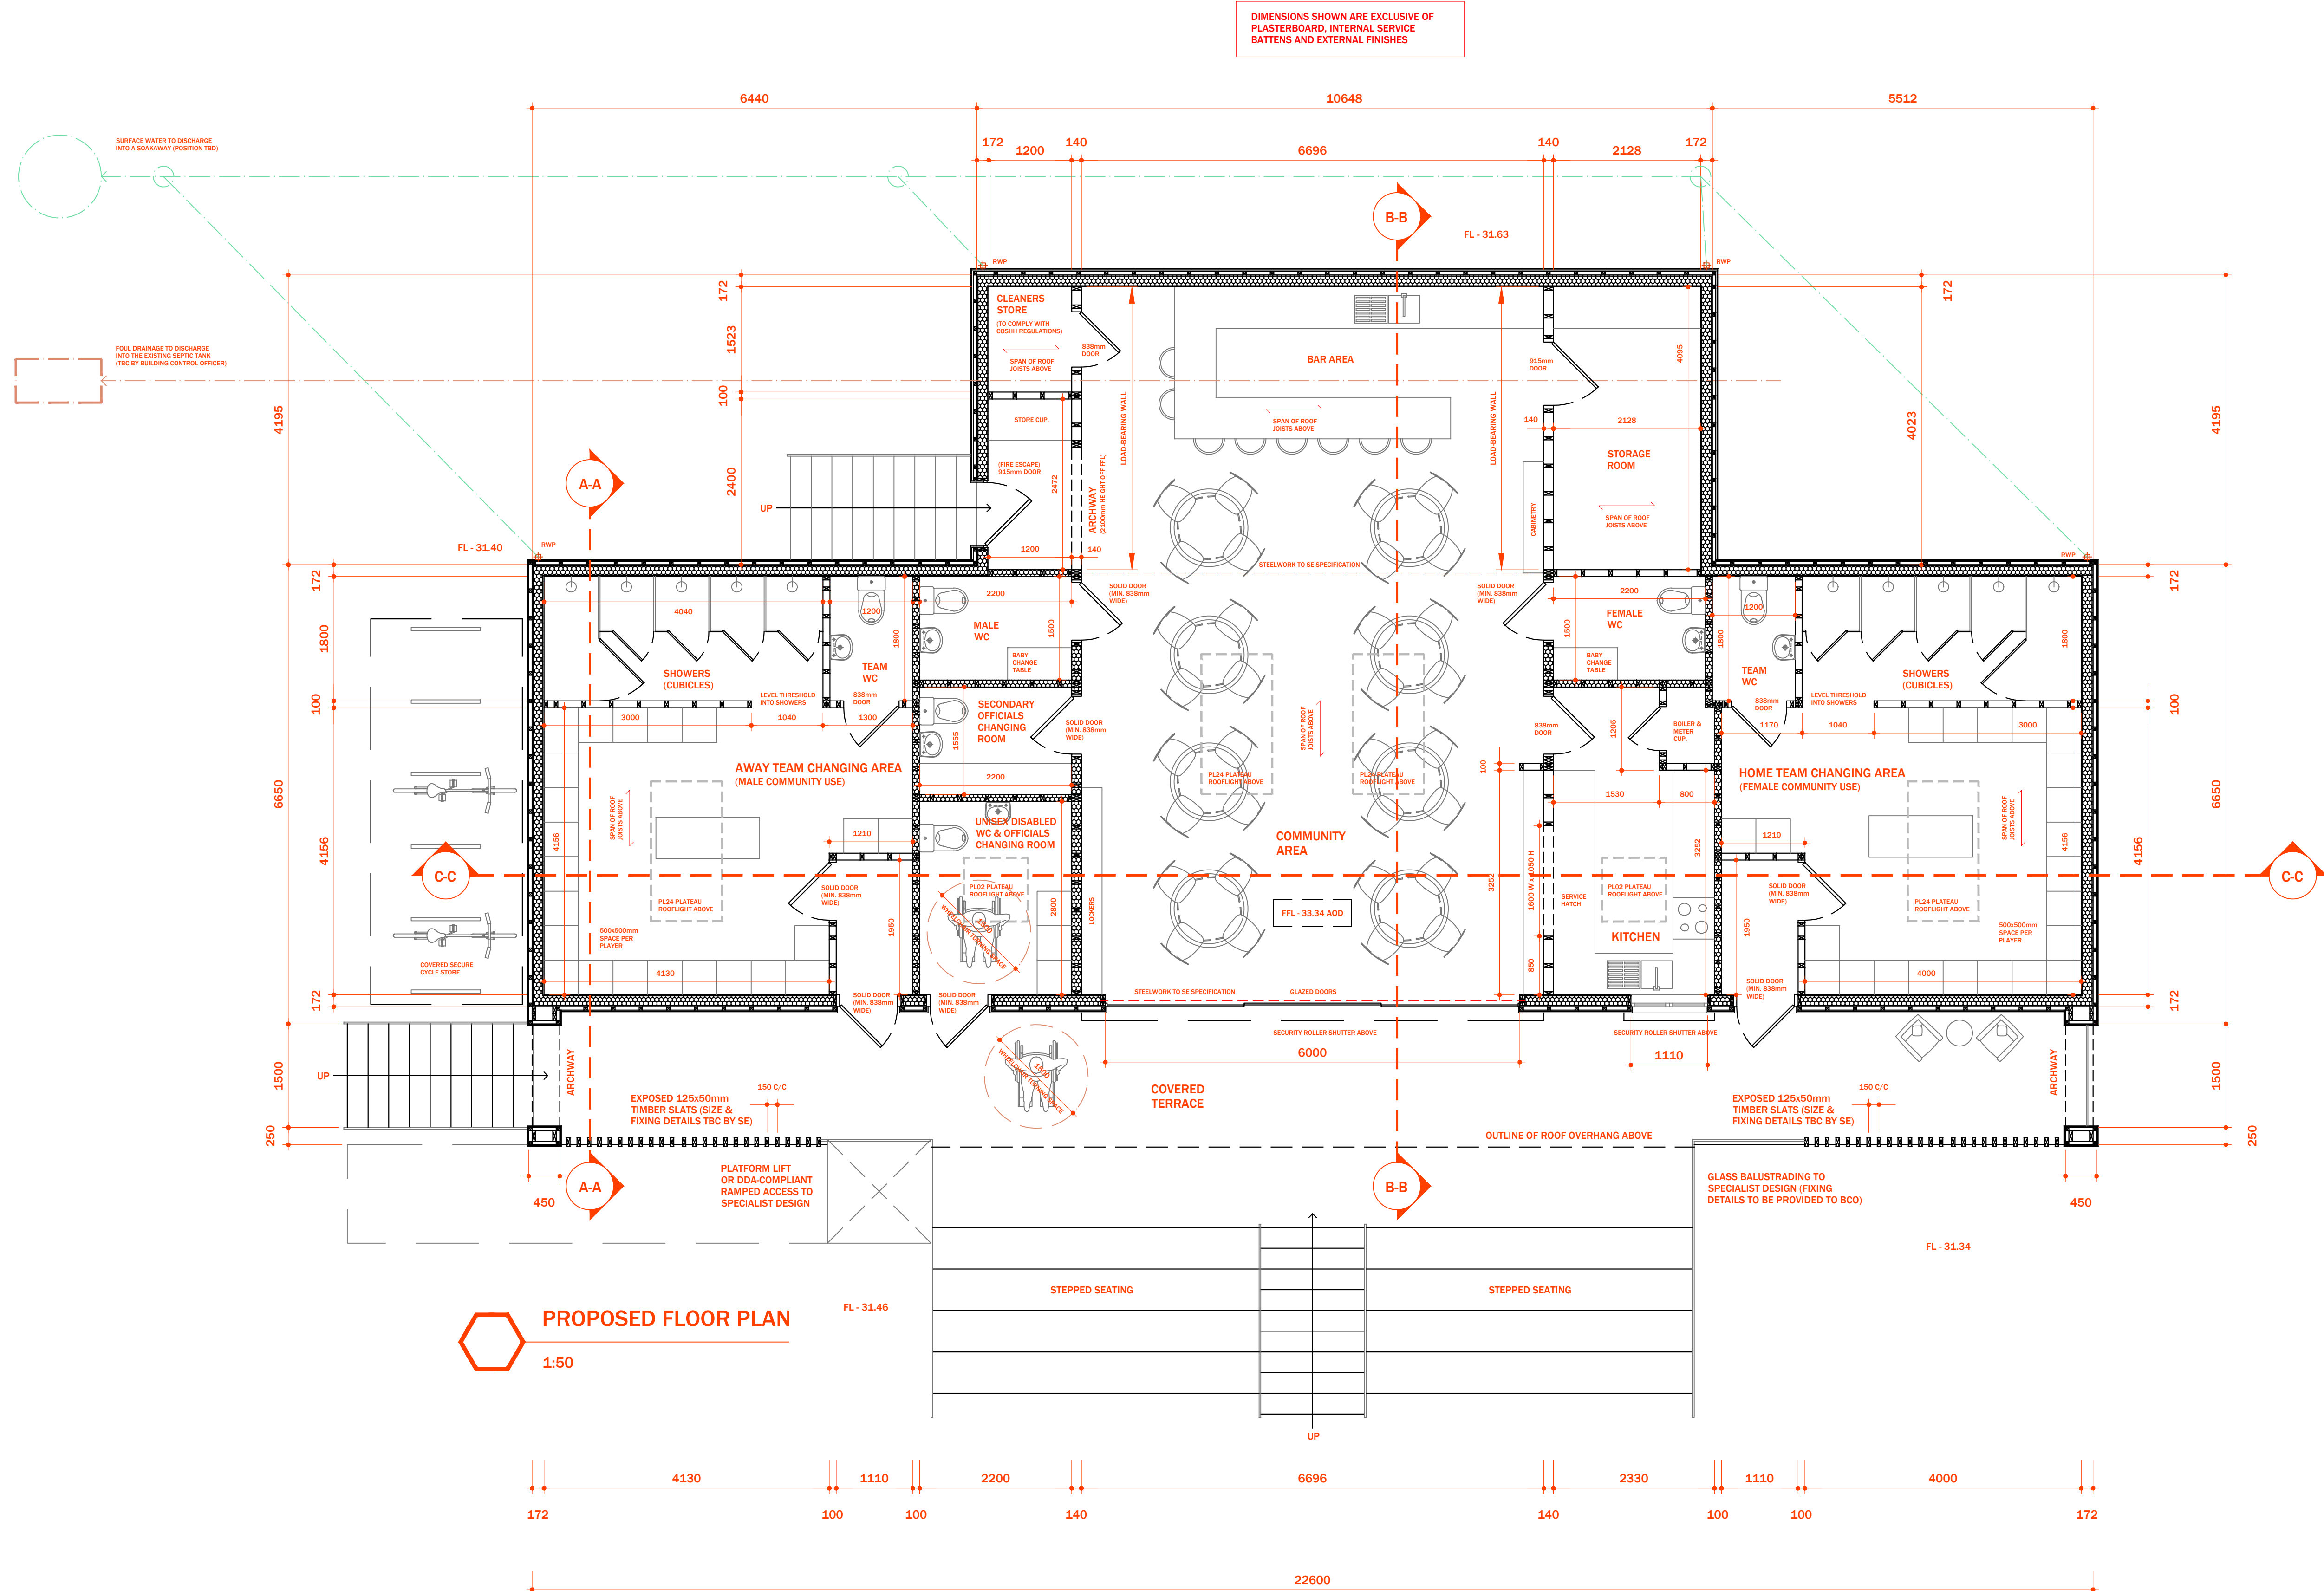 DIMENSIONS SHOWN ARE EXCLUSIVE OF
PLASTERBOARD, INTERNAL SERVICE
BATTENS AND EXTERNAL FINISHES
6440
10648
5512
172
1200
140
6696
140
2128
172
SURFACE WATER TO DISCHARGE
INTO A SOAKAWAY (POSITION TBD)
FOUL DRAINAGE TO DISCHARGE
INTO THE EXISTING SEPTIC TANK
(TBC BY BUILDING CONTROL OFFICER)
B-B
FL - 31.63
RWP
RWP
172
1523
100
2400
4195
CLEANERS
STORE
(TO COMPLY WITH
COSHH REGULATIONS)
SPAN OF ROOF
JOISTS ABOVE
838mm
DOOR
STORE CUP.
(FIRE ESCAPE)
915mm DOOR
2472
1200
140
ARCHWAY
(2100mm HEIGHT OFF FFL)
LOAD-BEARING WALL
BAR AREA
SPAN OF ROOF
JOISTS ABOVE
LOAD-BEARING WALL
915mm
DOOR
140
2128
4095
STORAGE
ROOM
SPAN OF ROOF
JOISTS ABOVE
CABINETRY
172
4023
4195
A-A
UP
FL - 31.40
RWP
RWP
STEELWORK TO SE SPECIFICATION
172
1800
100
4156
172
6650
1500
250
4040
1200
1800
SHOWERS
(CUBICLES)
TEAM
WC
LEVEL THRESHOLD
INTO SHOWERS
838mm
DOOR
3000
1040
1300
2200
MALE
WC
1500
BABY
CHANGE
TABLE
SOLID DOOR
(MIN. 838mm
WIDE)
SECONDARY
OFFICIALS
CHANGING
ROOM
1555
2200
SOLID DOOR
(MIN. 838mm
WIDE)
AWAY TEAM CHANGING AREA
(MALE COMMUNITY USE)
SPAN OF ROOF
JOISTS ABOVE
4156
1210
PL24 PLATEAU
ROOFLIGHT ABOVE
500x500mm
SPACE PER
PLAYER
4130
SOLID DOOR
(MIN. 838mm
WIDE)
1950
UNISEX DISABLED
WC & OFFICIALS
CHANGING ROOM
PL02 PLATEAU
ROOFLIGHT ABOVE
1500
WHEELCHAIR TURNING SPACE
2800
LOCKERS
SOLID DOOR
(MIN. 838mm
WIDE)
SOLID DOOR
(MIN. 838mm
WIDE)
C-C
COVERED SECURE
CYCLE STORE
PL24 PLATEAU
ROOFLIGHT ABOVE
SPAN OF ROOF
JOISTS ABOVE
PL24 PLATEAU
ROOFLIGHT ABOVE
COMMUNITY
AREA
FFL - 33.34 AOD
STEELWORK TO SE SPECIFICATION
GLAZED DOORS
SECURITY ROLLER SHUTTER ABOVE
6000
SOLID DOOR
(MIN. 838mm
WIDE)
2200
FEMALE
WC
1500
BABY
CHANGE
TABLE
838mm
DOOR
1205
BOILER &
METER
CUP.
100
1530
800
3252
3252
1600 W x 1050 H
850
SERVICE
HATCH
PL02 PLATEAU
ROOFLIGHT ABOVE
KITCHEN
SECURITY ROLLER SHUTTER ABOVE
1110
1200
1800
TEAM
WC
838mm
DOOR
LEVEL THRESHOLD
INTO SHOWERS
SHOWERS
(CUBICLES)
1800
1170
1040
3000
HOME TEAM CHANGING AREA
(FEMALE COMMUNITY USE)
1210
SPAN OF ROOF
JOISTS ABOVE
4156
SOLID DOOR
(MIN. 838mm
WIDE)
1950
PL24 PLATEAU
ROOFLIGHT ABOVE
500x500mm
SPACE PER
PLAYER
4000
SOLID DOOR
(MIN. 838mm
WIDE)
172
100
4156
172
6650
1500
250
C-C
UP
ARCHWAY
EXPOSED 125x50mm
TIMBER SLATS (SIZE &
FIXING DETAILS TBC BY SE)
150 C/C
1500
WHEELCHAIR TURNING SPACE
COVERED
TERRACE
OUTLINE OF ROOF OVERHANG ABOVE
EXPOSED 125x50mm
TIMBER SLATS (SIZE &
FIXING DETAILS TBC BY SE)
150 C/C
ARCHWAY
450
A-A
PLATFORM LIFT
OR DDA-COMPLIANT
RAMPED ACCESS TO
SPECIALIST DESIGN
B-B
GLASS BALUSTRADING TO
SPECIALIST DESIGN (FIXING
DETAILS TO BE PROVIDED TO BCO)
450
FL - 31.34
STEPPED SEATING
STEPPED SEATING
FL - 31.46
PROPOSED FLOOR PLAN
1:50
UP
4130
1110
2200
6696
2330
1110
4000
172
100
100
140
140
100
100
172
22600